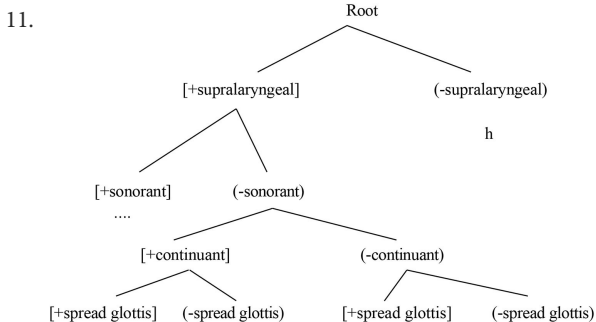 11.
Root
[+supralaryngeal] (-supralaryngeal)
h
[+sonorant] (-sonorant)
....
[+continuant] (-continuant)
[+spread glottis] (-spread glottis) [+spread glottis] (-spread glottis)